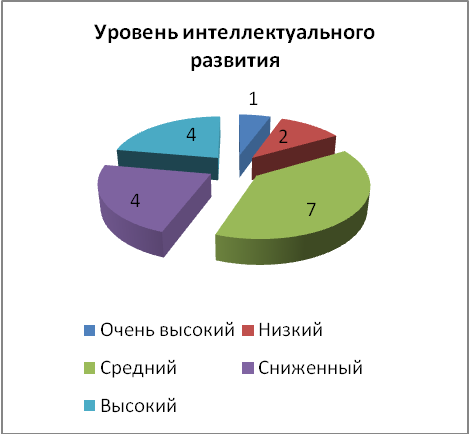 Уровень интеллектуального
развития
1
2
7
4
4
Очень высокий Низкий
Средний Сниженный
Высокий